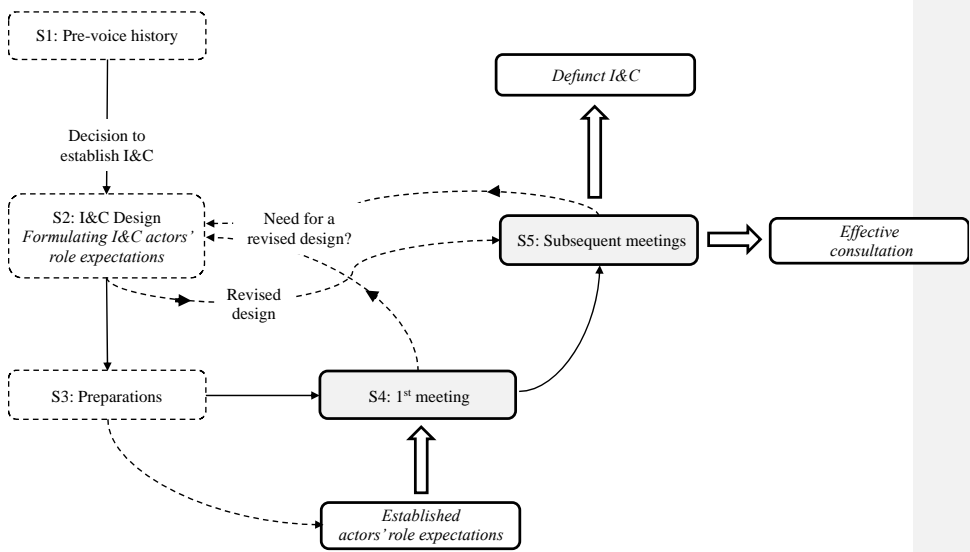 S1: Pre-voice history
Defunct I&C
Decision to
establish I&C
S2: I&C Design
Formulating I&C actors’
role expectations
Need for a
revised design?
S5: Subsequent meetings
Effective
consultation
Revised
design
S3: Preparations
S4: 1st meeting
Established
actors’ role expectations